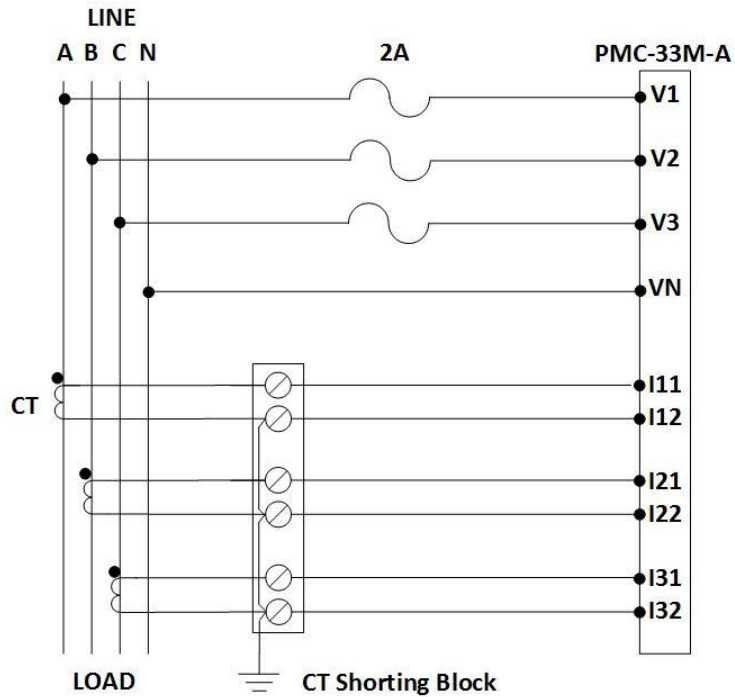 LINE
A B C N
2A
PMC-33M-A
V1
V2
V3
VN
CT
I11
I12
I21
I22
I31
I32
LOAD
CT Shorting Block